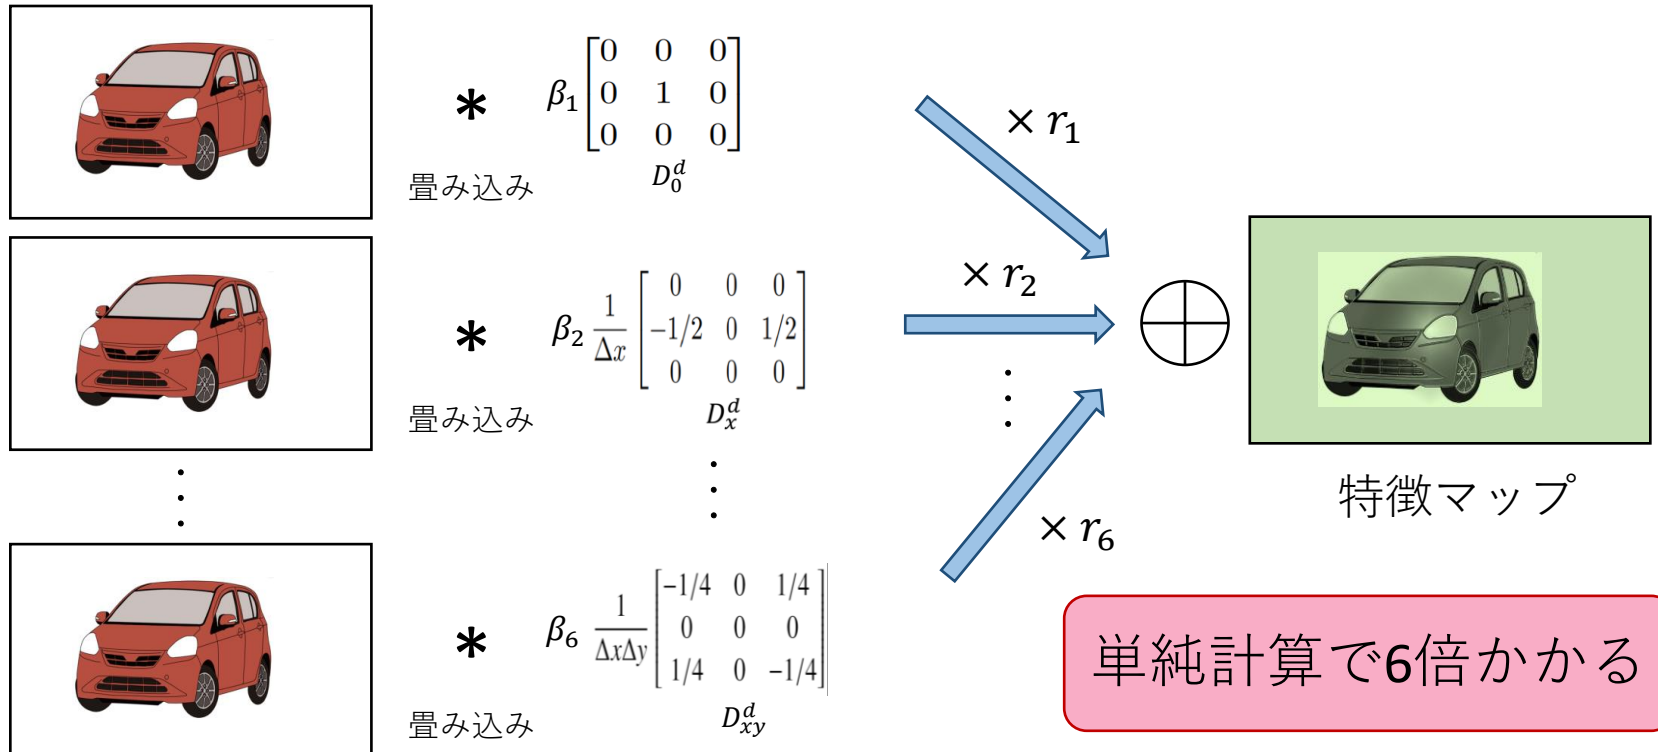 * β₁ [0 0 0
0 1 0
0 0 0]
畳み込み D₀ᵈ
× r₁
* β₂ 1/Δx [0 0 0
−1/2 0 1/2
0 0 0]
畳み込み Dₓᵈ
× r₂
⋮
* β₆ 1/ΔxΔy [−1/4 0 1/4
0 0 0
1/4 0 −1/4]
畳み込み Dxyᵈ
× r₆
特徴マップ
単純計算で6倍かかる